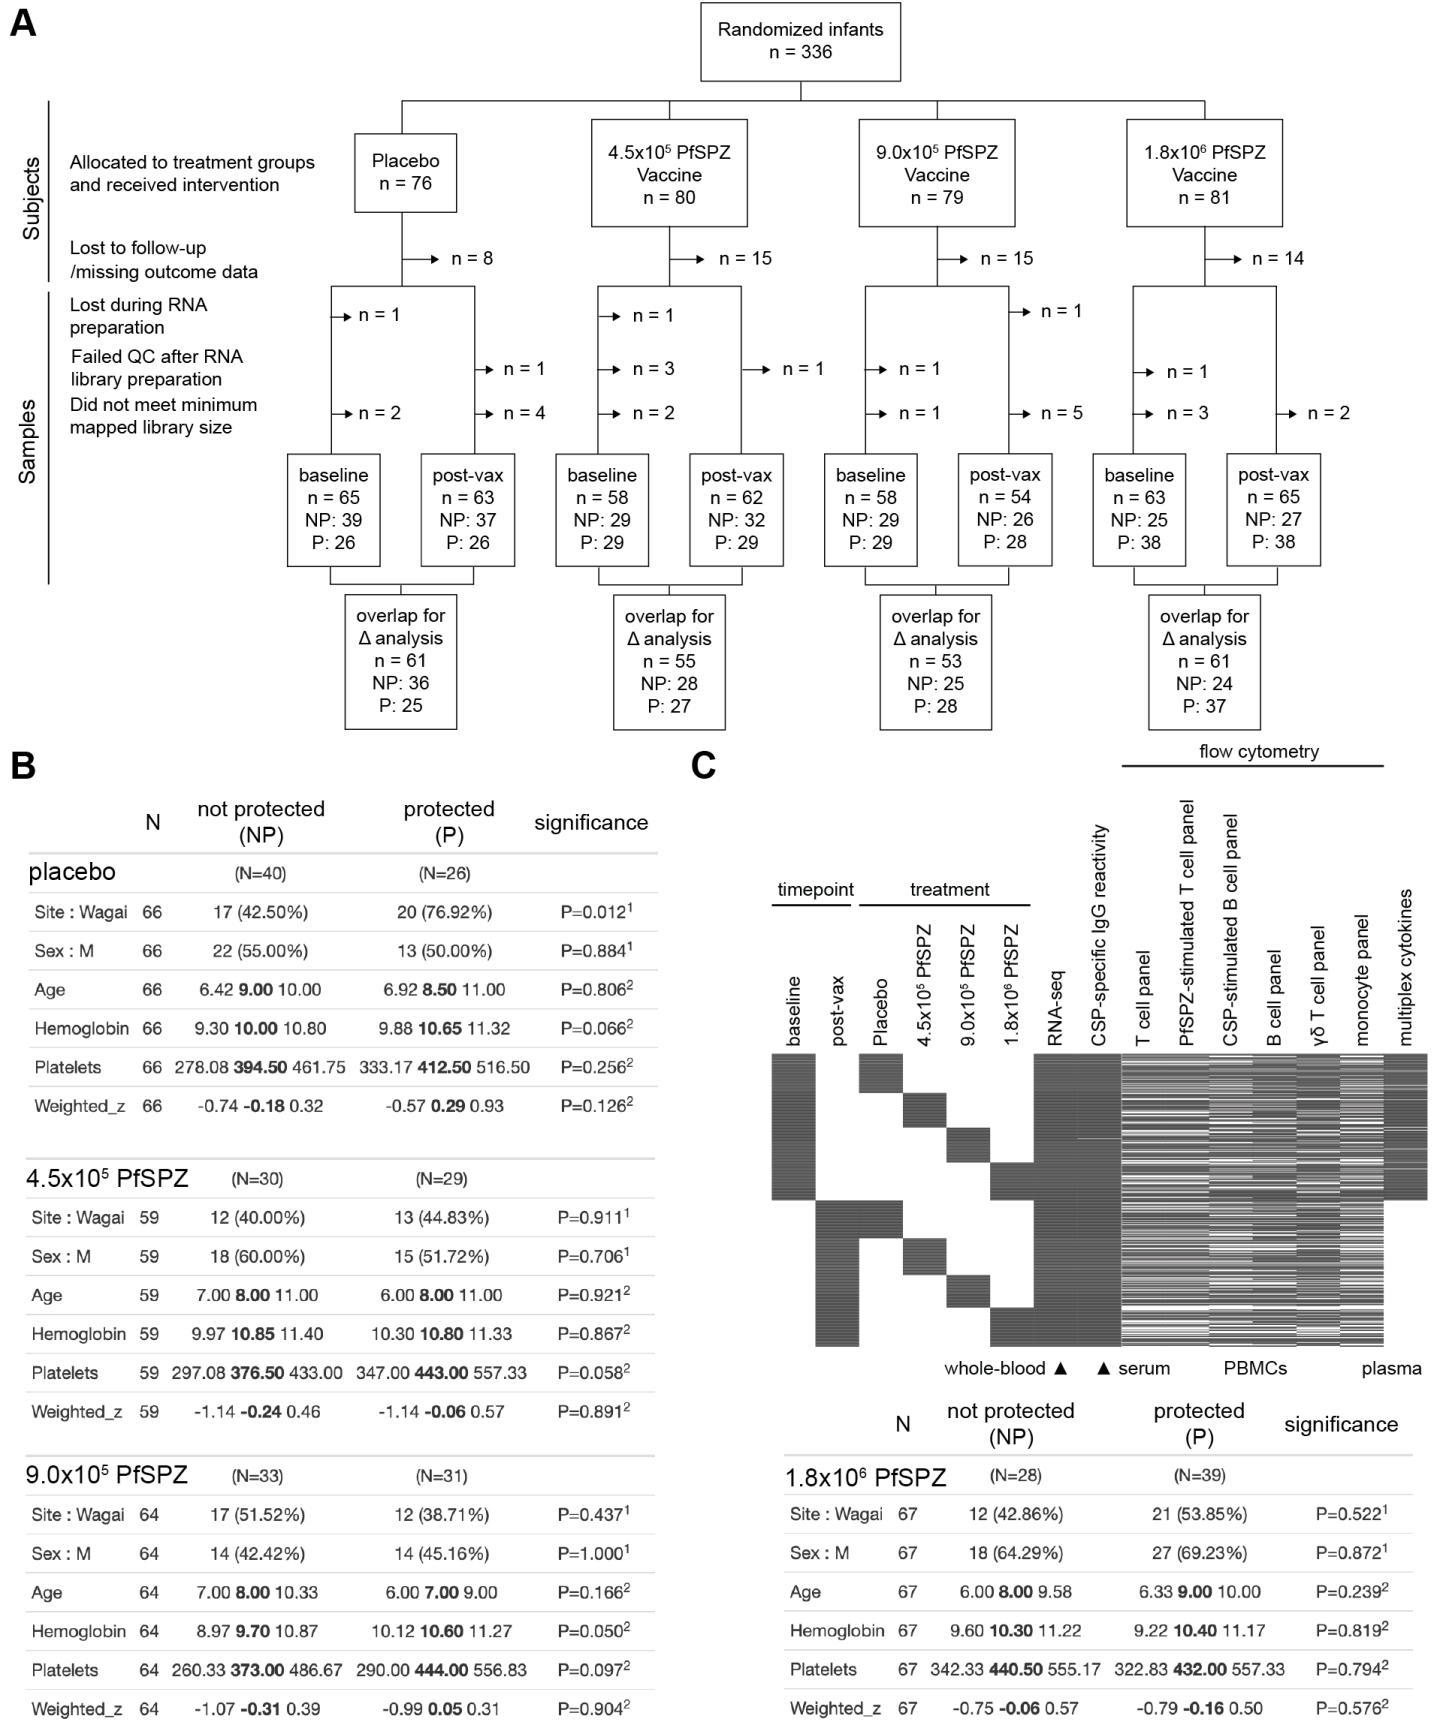 A
Randomized infants
n = 336
Subjects
Allocated to treatment groups
and received intervention
Placebo
n = 76
4.5x10⁵ PfSPZ
Vaccine
n = 80
9.0x10⁵ PfSPZ
Vaccine
n = 79
1.8x10⁶ PfSPZ
Vaccine
n = 81
Lost to follow-up
/missing outcome data
n = 8
n = 15
n = 15
n = 14
Samples
Lost during RNA
preparation
n = 1
n = 1
n = 1
Failed QC after RNA
library preparation
n = 1
n = 3
n = 1
n = 1
n = 1
Did not meet minimum
mapped library size
n = 2
n = 4
n = 2
n = 1
n = 5
n = 3
n = 2
baseline
n = 65
NP: 39
P: 26
post-vax
n = 63
NP: 37
P: 26
baseline
n = 58
NP: 29
P: 29
post-vax
n = 62
NP: 32
P: 29
baseline
n = 58
NP: 29
P: 29
post-vax
n = 54
NP: 26
P: 28
baseline
n = 63
NP: 25
P: 38
post-vax
n = 65
NP: 27
P: 38
overlap for
Δ analysis
n = 61
NP: 36
P: 25
overlap for
Δ analysis
n = 55
NP: 28
P: 27
overlap for
Δ analysis
n = 53
NP: 25
P: 28
overlap for
Δ analysis
n = 61
NP: 24
P: 37
B
N not protected (NP) protected (P) significance
placebo (N=40) (N=26)
Site : Wagai 66 17 (42.50%) 20 (76.92%) P=0.012¹
Sex : M 66 22 (55.00%) 13 (50.00%) P=0.884¹
Age 66 6.42 9.00 10.00 6.92 8.50 11.00 P=0.806²
Hemoglobin 66 9.30 10.00 10.80 9.88 10.65 11.32 P=0.066²
Platelets 66 278.08 394.50 461.75 333.17 412.50 516.50 P=0.256²
Weighted_z 66 -0.74 -0.18 0.32 -0.57 0.29 0.93 P=0.126²
4.5x10⁵ PfSPZ (N=30) (N=29)
Site : Wagai 59 12 (40.00%) 13 (44.83%) P=0.911¹
Sex : M 59 18 (60.00%) 15 (51.72%) P=0.706¹
Age 59 7.00 8.00 11.00 6.00 8.00 11.00 P=0.921²
Hemoglobin 59 9.97 10.85 11.40 10.30 10.80 11.33 P=0.867²
Platelets 59 297.08 376.50 433.00 347.00 443.00 557.33 P=0.058²
Weighted_z 59 -1.14 -0.24 0.46 -1.14 -0.06 0.57 P=0.891²
9.0x10⁵ PfSPZ (N=33) (N=31)
Site : Wagai 64 17 (51.52%) 12 (38.71%) P=0.437¹
Sex : M 64 14 (42.42%) 14 (45.16%) P=1.000¹
Age 64 7.00 8.00 10.33 6.00 7.00 9.00 P=0.166²
Hemoglobin 64 8.97 9.70 10.87 10.12 10.60 11.27 P=0.050²
Platelets 64 260.33 373.00 486.67 290.00 444.00 556.83 P=0.097²
Weighted_z 64 -1.07 -0.31 0.39 -0.99 0.05 0.31 P=0.904²
C
flow cytometry
timepoint
treatment
baseline
post-vax
Placebo
4.5x10⁵ PfSPZ
9.0x10⁵ PfSPZ
1.8x10⁶ PfSPZ
RNA-seq
CSP-specific IgG reactivity
T cell panel
PfSPZ-stimulated T cell panel
CSP-stimulated B cell panel
B cell panel
γδ T cell panel
monocyte panel
multiplex cytokines
whole-blood ▲ ▲ serum PBMCs plasma
N not protected (NP) protected (P) significance
1.8x10⁶ PfSPZ (N=28) (N=39)
Site : Wagai 67 12 (42.86%) 21 (53.85%) P=0.522¹
Sex : M 67 18 (64.29%) 27 (69.23%) P=0.872¹
Age 67 6.00 8.00 9.58 6.33 9.00 10.00 P=0.239²
Hemoglobin 67 9.60 10.30 11.22 9.22 10.40 11.17 P=0.819²
Platelets 67 342.33 440.50 555.17 322.83 432.00 557.33 P=0.794²
Weighted_z 67 -0.75 -0.06 0.57 -0.79 -0.16 0.50 P=0.576²